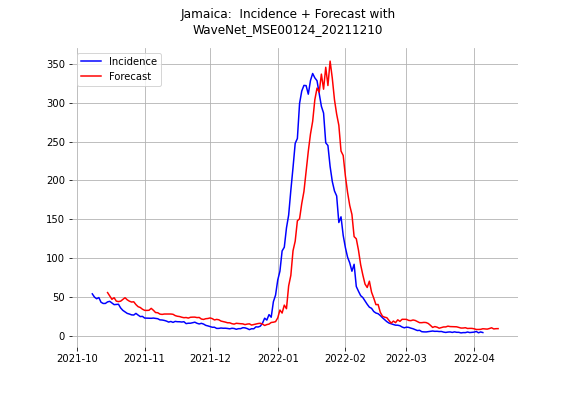 Jamaica:  Incidence + Forecast with
WaveNet_MSE00124_20211210
Incidence
Forecast
350
300
250
200
150
100
50
0
2021-10 2021-11 2021-12 2022-01 2022-02 2022-03 2022-04